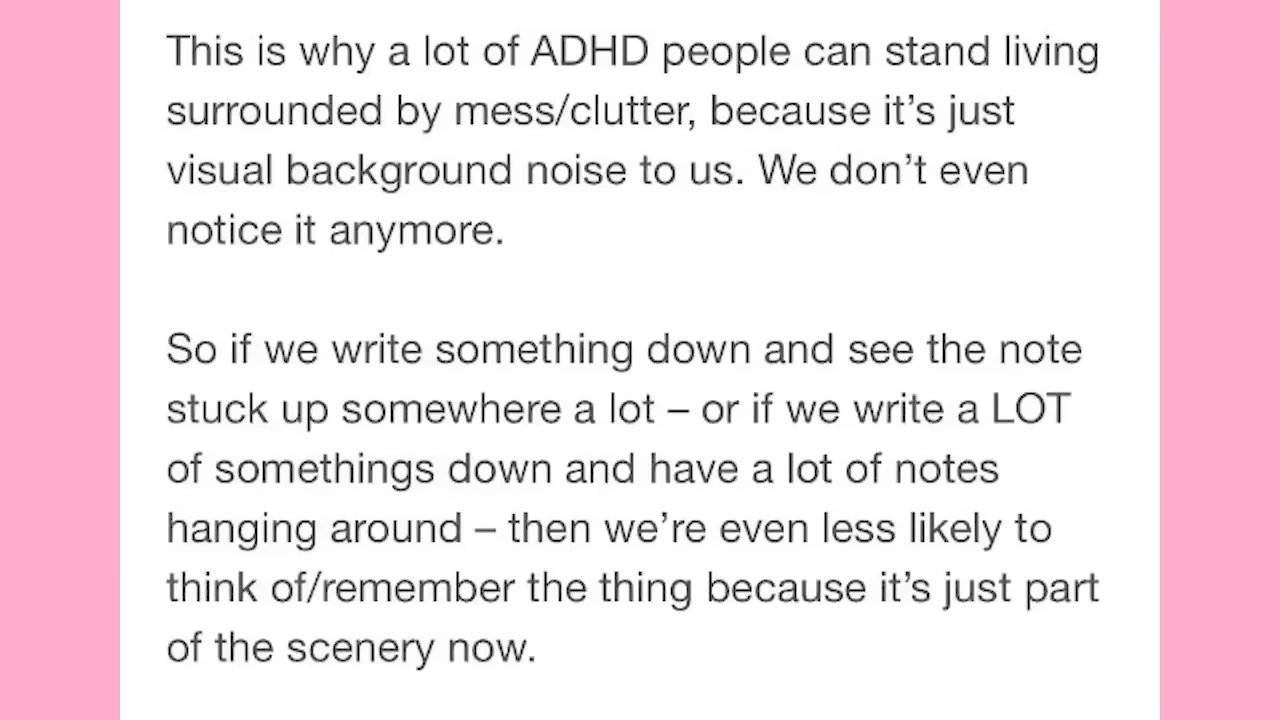 This is why a lot of ADHD people can stand living
surrounded by mess/clutter, because it’s just
visual background noise to us. We don’t even
notice it anymore.
So if we write something down and see the note
stuck up somewhere a lot – or if we write a LOT
of somethings down and have a lot of notes
hanging around – then we’re even less likely to
think of/remember the thing because it’s just part
of the scenery now.